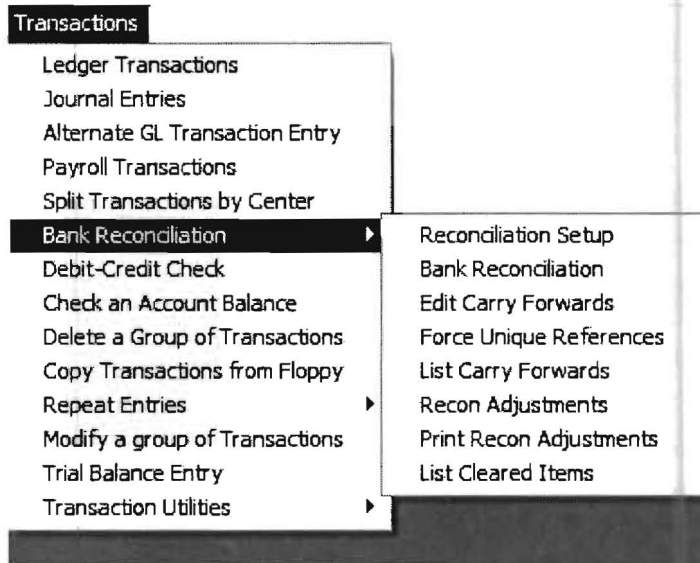 Transactions
Ledger Transactions
Journal Entries
Alternate GL Transaction Entry
Payroll Transactions
Split Transactions by Center
Bank Reconciliation
Debit-Credit Check
Check an Account Balance
Delete a Group of Transactions
Copy Transactions from Floppy
Repeat Entries
Modify a group of Transactions
Trial Balance Entry
Transaction Utilities
Reconciliation Setup
Bank Reconciliation
Edit Carry Forwards
Force Unique References
List Carry Forwards
Recon Adjustments
Print Recon Adjustments
List Cleared Items